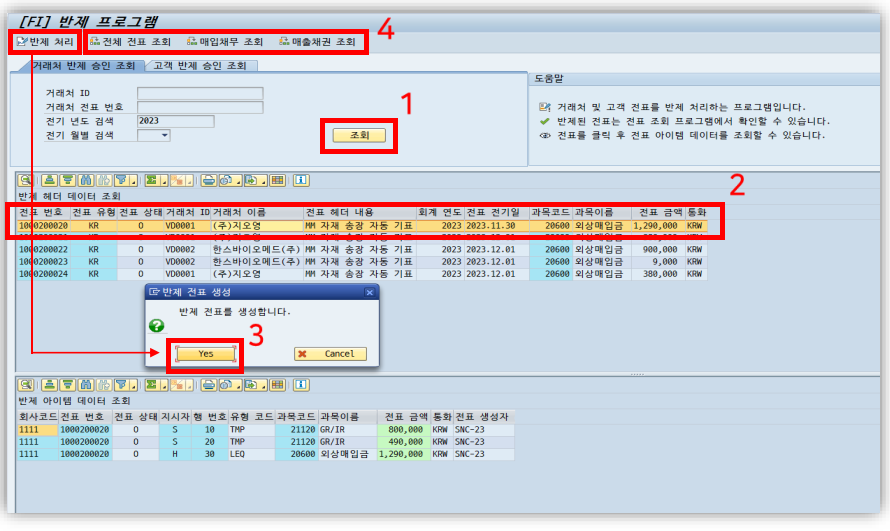 [FI] 반제 프로그램
4
반제 처리 전체 전표 조회 매입채무 조회 매출채권 조회
거래처 반제 승인 조회 고객 반제 승인 조회
도움말
거래처 ID
거래처 전표 번호
전기 년도 검색 2023
전기 월별 검색
1
조회
거래처 및 고객 전표를 반제 처리하는 프로그램입니다.
반제된 전표는 전표 조회 프로그램에서 확인할 수 있습니다.
전표를 클릭 후 전표 아이템 데이터를 조회할 수 있습니다.
2
반제 헤더 데이터 조회
전표 번호 전표 유형 전표 상태 거래처 ID 거래처 이름 전표 헤더 내용 회계 연도 전표 전기일 과목코드 과목이름 전표 금액 통화
1000200020 KR O VD0001 (주)지오영 MM 자재 송장 자동 기표 2023 2023.11.30 20600 외상매입금 1,290,000 KRW
1000200022 KR O VD0002 한스바이오메드(주) MM 자재 송장 자동 기표 2023 2023.12.01 20600 외상매입금 900,000 KRW
1000200023 KR O VD0002 한스바이오메드(주) MM 자재 송장 자동 기표 2023 2023.12.01 20600 외상매입금 9,000 KRW
1000200024 KR O VD0001 (주)지오영 MM 자재 송장 자동 기표 2023 2023.12.01 20600 외상매입금 380,000 KRW
반제 전표 생성
반제 전표를 생성합니다.
3
Yes Cancel
반제 아이템 데이터 조회
회사코드 전표 번호 전표 상태 지시자 행 번호 유형 코드 과목코드 과목이름 전표 금액 통화 전표 생성자
1111 1000200020 O S 10 TMP 21120 GR/IR 800,000 KRW SNC-23
1111 1000200020 O S 20 TMP 21120 GR/IR 490,000 KRW SNC-23
1111 1000200020 O H 30 LEQ 20600 외상매입금 1,290,000 KRW SNC-23